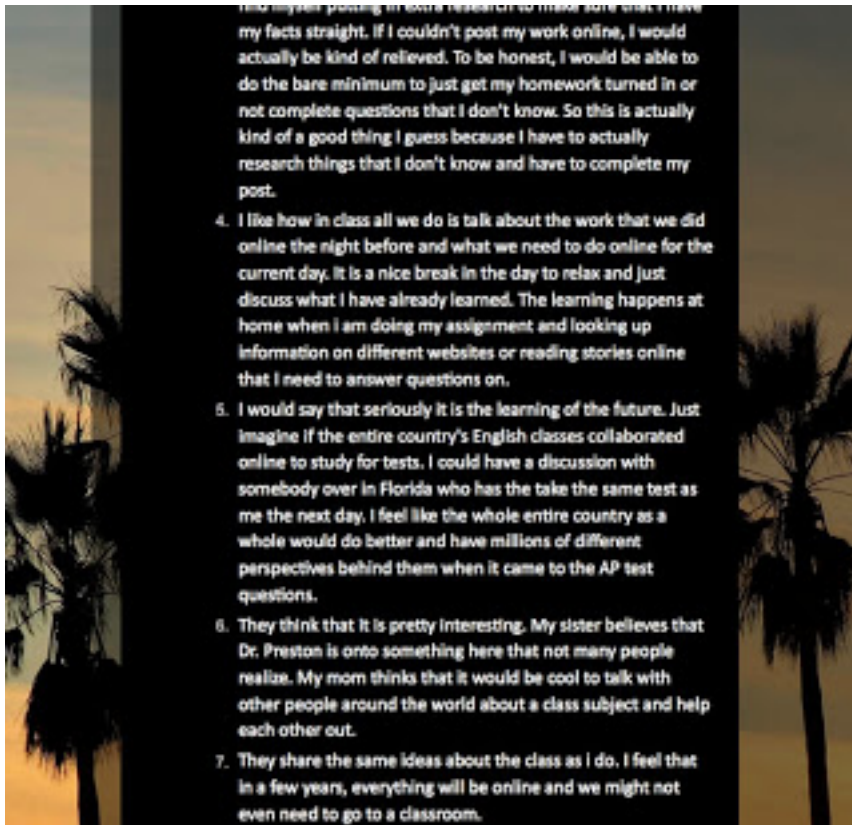 find myself putting in extra research to make sure that I have
my facts straight. If I couldn't post my work online, I would
actually be kind of relieved. To be honest, I would be able to
do the bare minimum to just get my homework turned in or
not complete questions that I don't know. So this is actually
kind of a good thing I guess because I have to actually
research things that I don't know and have to complete my
post.
4. I like how in class all we do is talk about the work that we did
online the night before and what we need to do online for the
current day. It is a nice break in the day to relax and just
discuss what I have already learned. The learning happens at
home when I am doing my assignment and looking up
information on different websites or reading stories online
that I need to answer questions on.
5. I would say that seriously it is the learning of the future. Just
imagine if the entire country's English classes collaborated
online to study for tests. I could have a discussion with
somebody over in Florida who has the take the same test as
me the next day. I feel like the whole entire country as a
whole would do better and have millions of different
perspectives behind them when it came to the AP test
questions.
6. They think that it is pretty interesting. My sister believes that
Dr. Preston is onto something here that not many people
realize. My mom thinks that it would be cool to talk with
other people around the world about a class subject and help
each other out.
7. They share the same ideas about the class as i do. I feel that
in a few years, everything will be online and we might not
even need to go to a classroom.